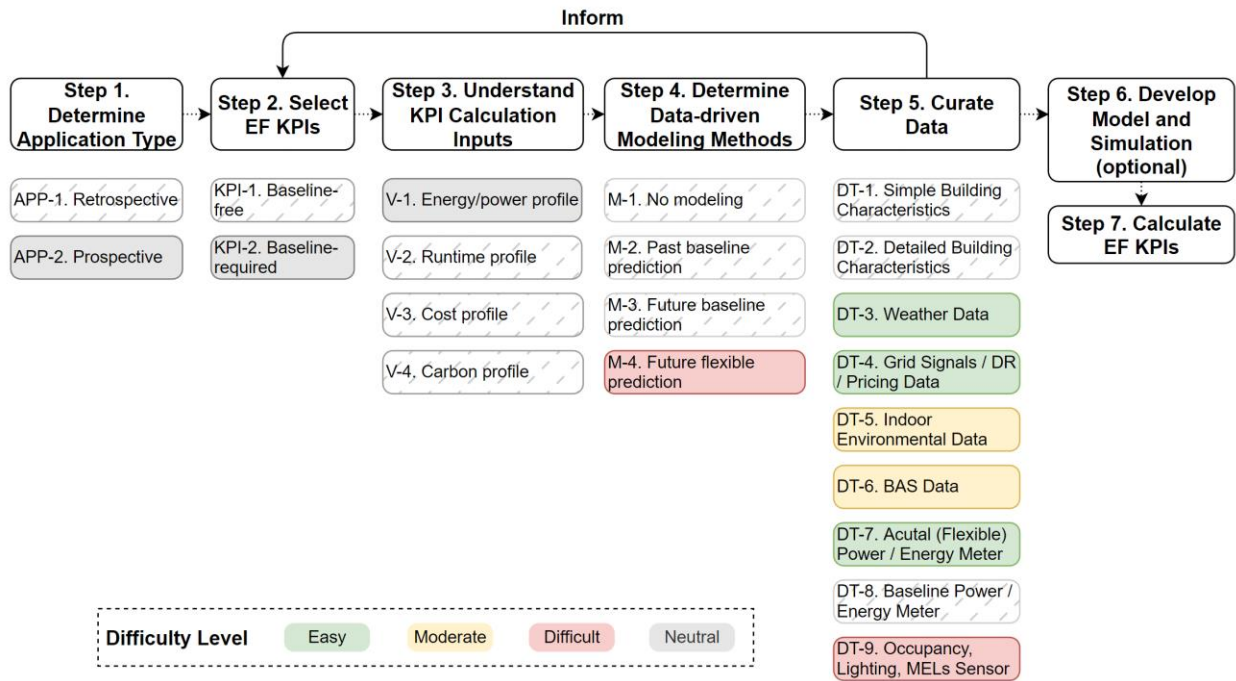 Inform
Step 1.
Determine
Application Type
Step 2. Select
EF KPIs
Step 3. Understand
KPI Calculation
Inputs
Step 4. Determine
Data-driven
Modeling Methods
Step 5. Curate
Data
Step 6. Develop
Model and
Simulation
(optional)
Step 7. Calculate
EF KPIs
APP-1. Retrospective
APP-2. Prospective
KPI-1. Baseline-
free
KPI-2. Baseline-
required
V-1. Energy/power profile
V-2. Runtime profile
V-3. Cost profile
V-4. Carbon profile
M-1. No modeling
M-2. Past baseline
prediction
M-3. Future baseline
prediction
M-4. Future flexible
prediction
DT-1. Simple Building
Characteristics
DT-2. Detailed Building
Characteristics
DT-3. Weather Data
DT-4. Grid Signals / DR
/ Pricing Data
DT-5. Indoor
Environmental Data
DT-6. BAS Data
DT-7. Acutal (Flexible)
Power / Energy Meter
DT-8. Baseline Power /
Energy Meter
DT-9. Occupancy,
Lighting, MELs Sensor
Difficulty Level
Easy
Moderate
Difficult
Neutral